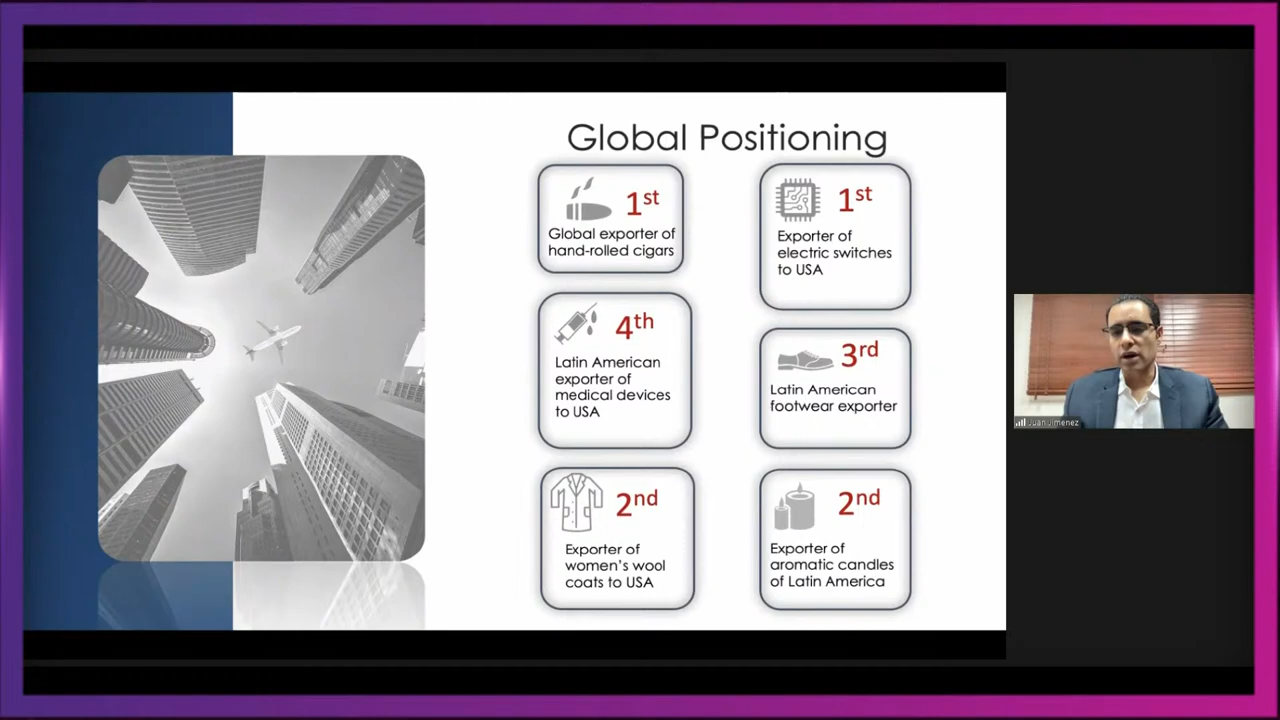 Global Positioning
1st
Global exporter of
hand-rolled cigars
1st
Exporter of
electric switches
to USA
4th
Latin American
exporter of
medical devices
to USA
3rd
Latin American
footwear exporter
2nd
Exporter of
women's wool
coats to USA
2nd
Exporter of
aromatic candles
of Latin America
Juan Jimenez